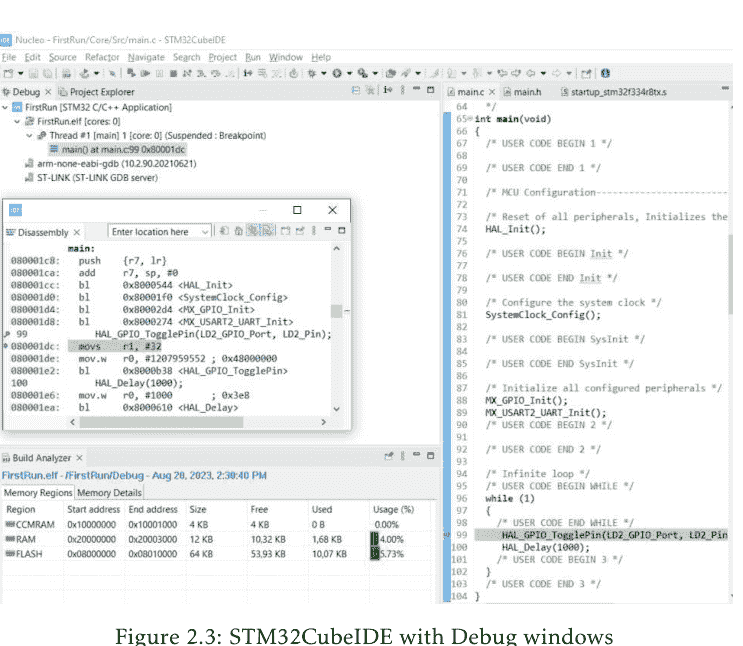 Nucleo - FirstRun/Core/Src/main.c - STM32CubeIDE
File Edit Source Refactor Navigate Search Project Run Window Help
Debug Project Explorer
FirstRun [STM32 C/C++ Application]
FirstRun.elf [cores: 0]
Thread #1 [main] 1 [core: 0] (Suspended : Breakpoint)
main() at main.c:99 0x80001dc
arm-none-eabi-gdb (10.2.90.20210621)
ST-LINK (ST-LINK GDB server)
IDE
Disassembly Enter location here
main:
080001c8: push {r7, lr}
080001ca: add r7, sp, #0
080001cc: bl 0x8000544 <HAL_Init>
080001d0: bl 0x80001f0 <SystemClock_Config>
080001d4: bl 0x80002d4 <MX_GPIO_Init>
080001d8: bl 0x8000274 <MX_USART2_UART_Init>
99 HAL_GPIO_TogglePin(LD2_GPIO_Port, LD2_Pin);
080001dc: movs r1, #32
080001de: mov.w r0, #1207959552 ; 0x48000000
080001e2: bl 0x8000b38 <HAL_GPIO_TogglePin>
100 HAL_Delay(1000);
080001e6: mov.w r0, #1000 ; 0x3e8
080001ea: bl 0x8000610 <HAL_Delay>
Build Analyzer
FirstRun.elf - /FirstRun/Debug - Aug 20, 2023, 2:30:40 PM
Memory Regions Memory Details
Region Start address End address Size Free Used Usage (%)
CCMRAM 0x10000000 0x10001000 4 KB 4 KB 0 B 0.00%
RAM 0x20000000 0x20003000 12 KB 10,32 KB 1,68 KB 4.00%
FLASH 0x08000000 0x08010000 64 KB 53,93 KB 10,07 KB 5.73%
main.c main.h startup_stm32f334r8tx.s
64 */
65 int main(void)
66 {
67 /* USER CODE BEGIN 1 */
68
69 /* USER CODE END 1 */
70
71 /* MCU Configuration-----------------------
72
73 /* Reset of all peripherals, Initializes the
74 HAL_Init();
75
76 /* USER CODE BEGIN Init */
77
78 /* USER CODE END Init */
79
80 /* Configure the system clock */
81 SystemClock_Config();
82
83 /* USER CODE BEGIN SysInit */
84
85 /* USER CODE END SysInit */
86
87 /* Initialize all configured peripherals */
88 MX_GPIO_Init();
89 MX_USART2_UART_Init();
90 /* USER CODE BEGIN 2 */
91
92 /* USER CODE END 2 */
93
94 /* Infinite loop */
95 /* USER CODE BEGIN WHILE */
96 while (1)
97 {
98 /* USER CODE END WHILE */
99 HAL_GPIO_TogglePin(LD2_GPIO_Port, LD2_Pin
100 HAL_Delay(1000);
101 /* USER CODE BEGIN 3 */
102 }
103 /* USER CODE END 3 */
104 }
Figure 2.3: STM32CubeIDE with Debug windows